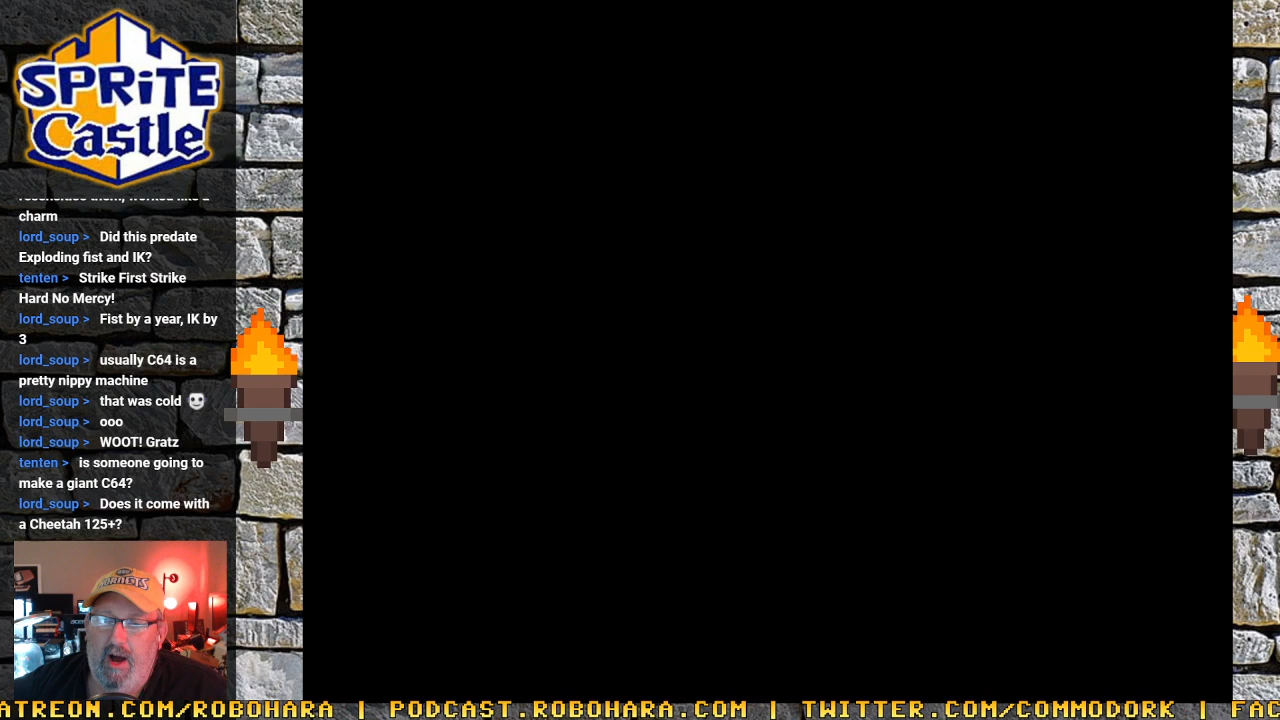 SPRiTE
Castle
charm
lord_soup > Did this predate
Exploding fist and IK?
tenten > Strike First Strike
Hard No Mercy!
lord_soup > Fist by a year, IK by
3
lord_soup > usually C64 is a
pretty nippy machine
lord_soup > that was cold
lord_soup > ooo
lord_soup > WOOT! Gratz
tenten > is someone going to
make a giant C64?
lord_soup > Does it come with
a Cheetah 125+?
HORNETS
ATREON.COM/ROBOHARA | PODCAST.ROBOHARA.COM | TWITTER.COM/COMMODORK | FAC